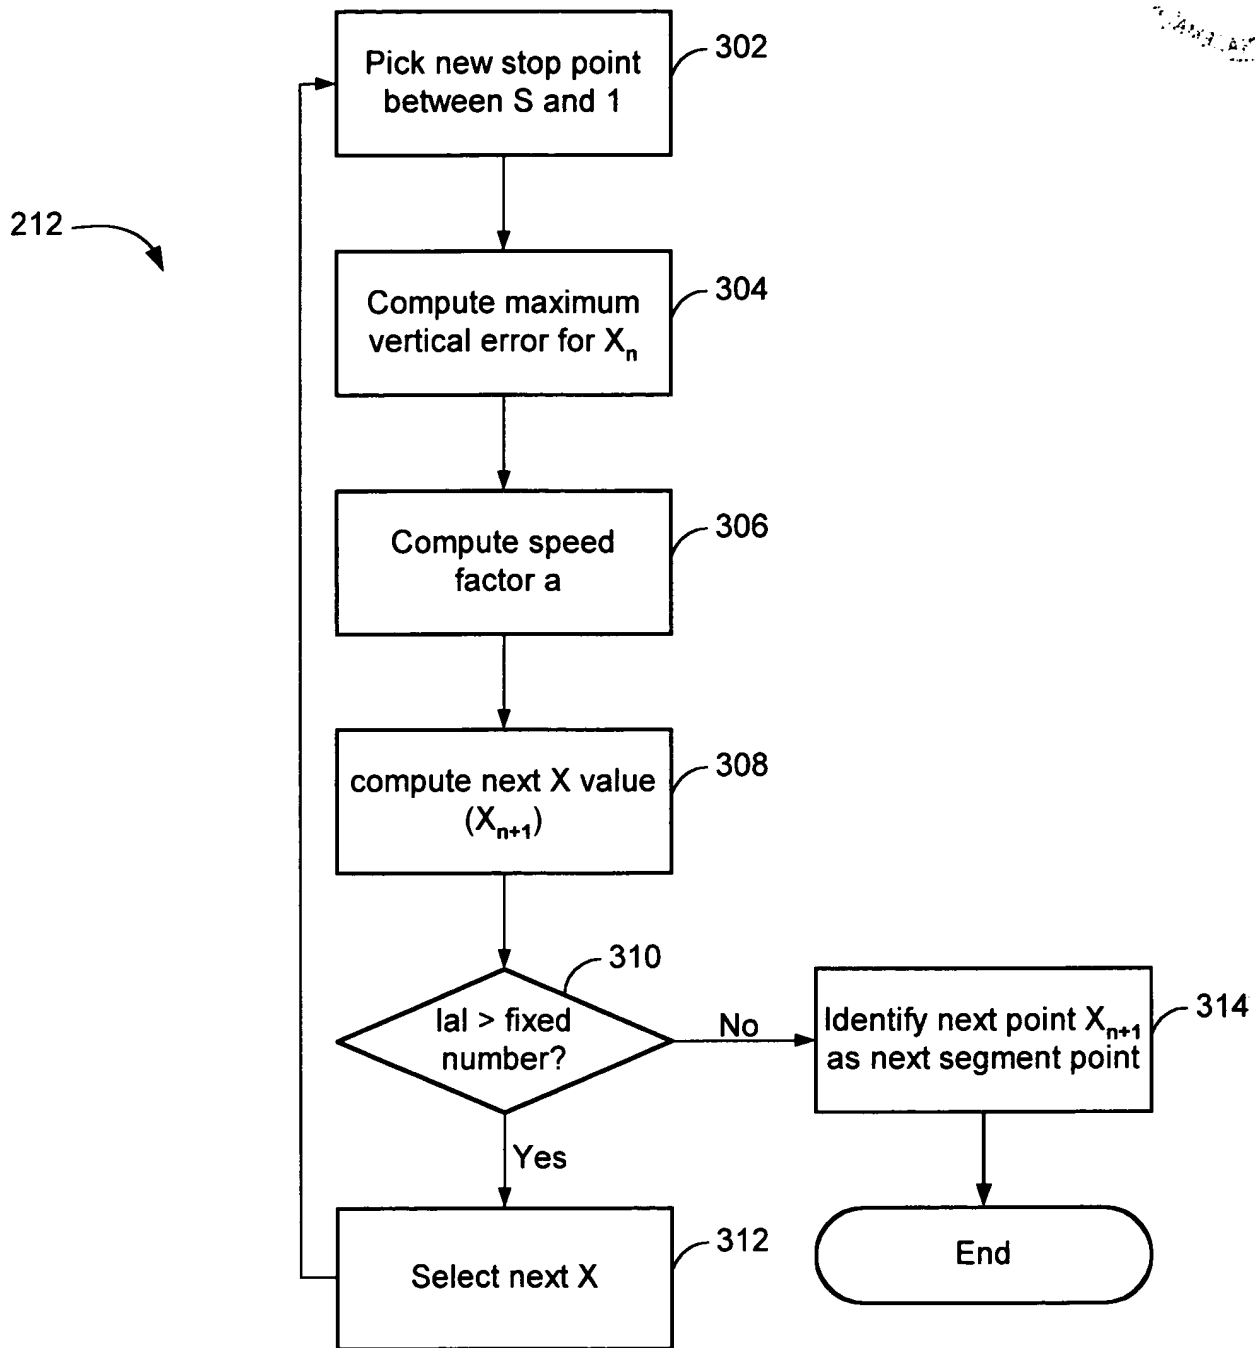 302
Pick new stop point
between S and 1
212
304
Compute maximum
vertical error for Xn
306
Compute speed
factor a
308
compute next X value
(Xn+1)
310
lal > fixed
number?
No
314
Identify next point Xn+1
as next segment point
Yes
312
Select next X
End